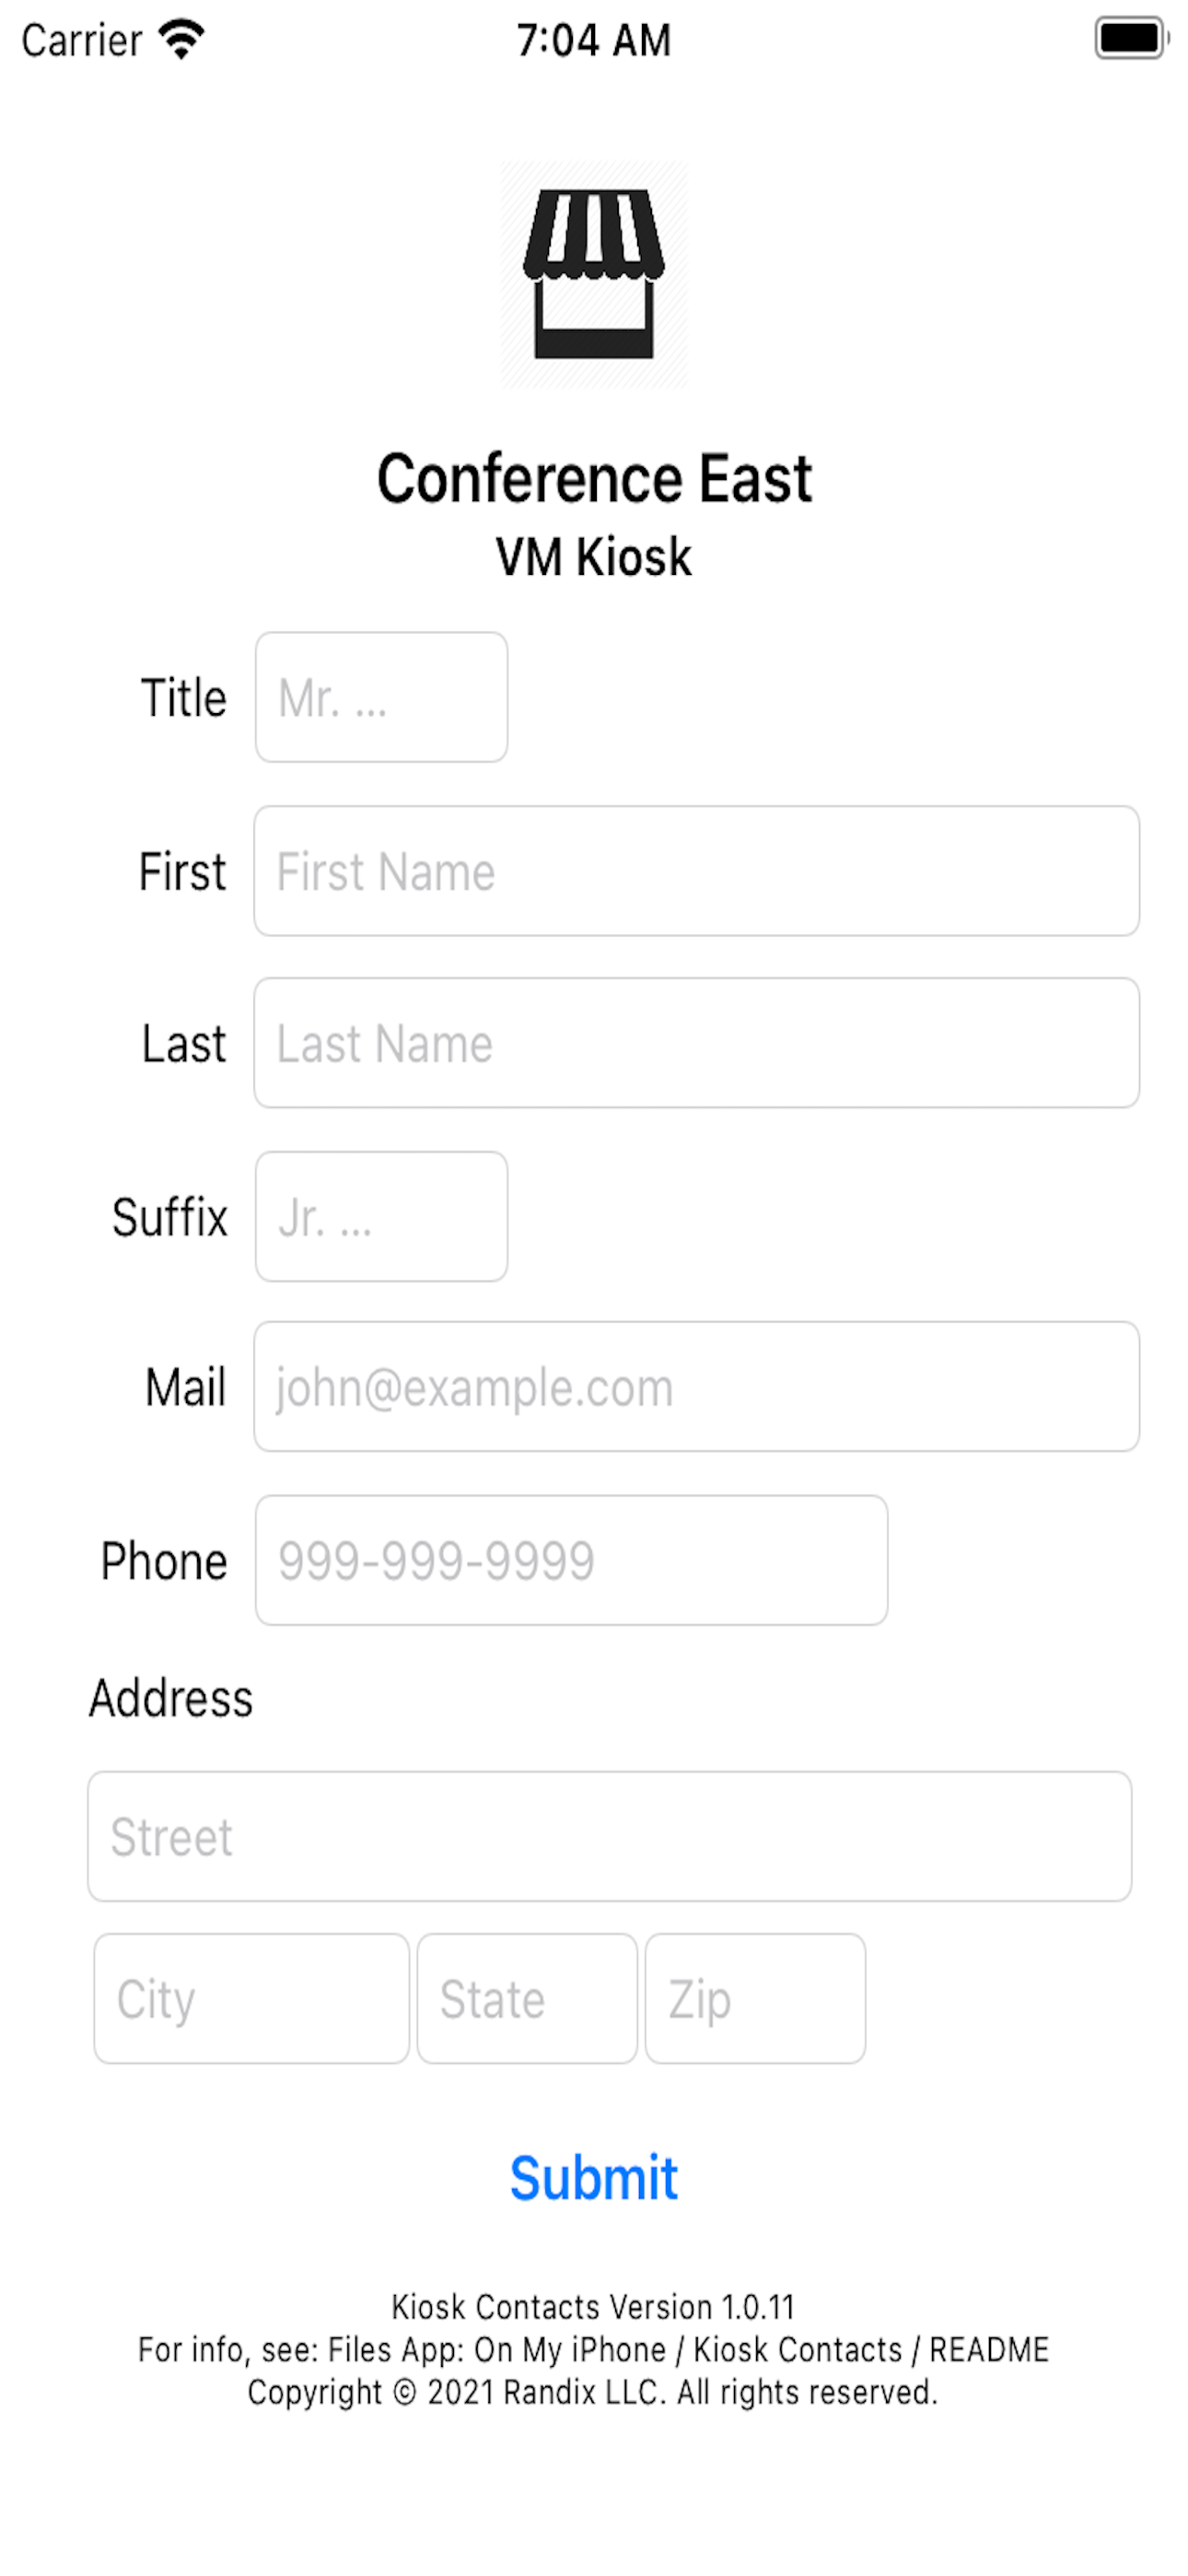 Carrier 7:04 AM
Conference East
VM Kiosk
Title Mr. ...
First First Name
Last Last Name
Suffix Jr. ...
Mail john@example.com
Phone 999-999-9999
Address
Street
City State Zip
Submit
Kiosk Contacts Version 1.0.11
For info, see: Files App: On My iPhone / Kiosk Contacts / README
Copyright © 2021 Randix LLC. All rights reserved.